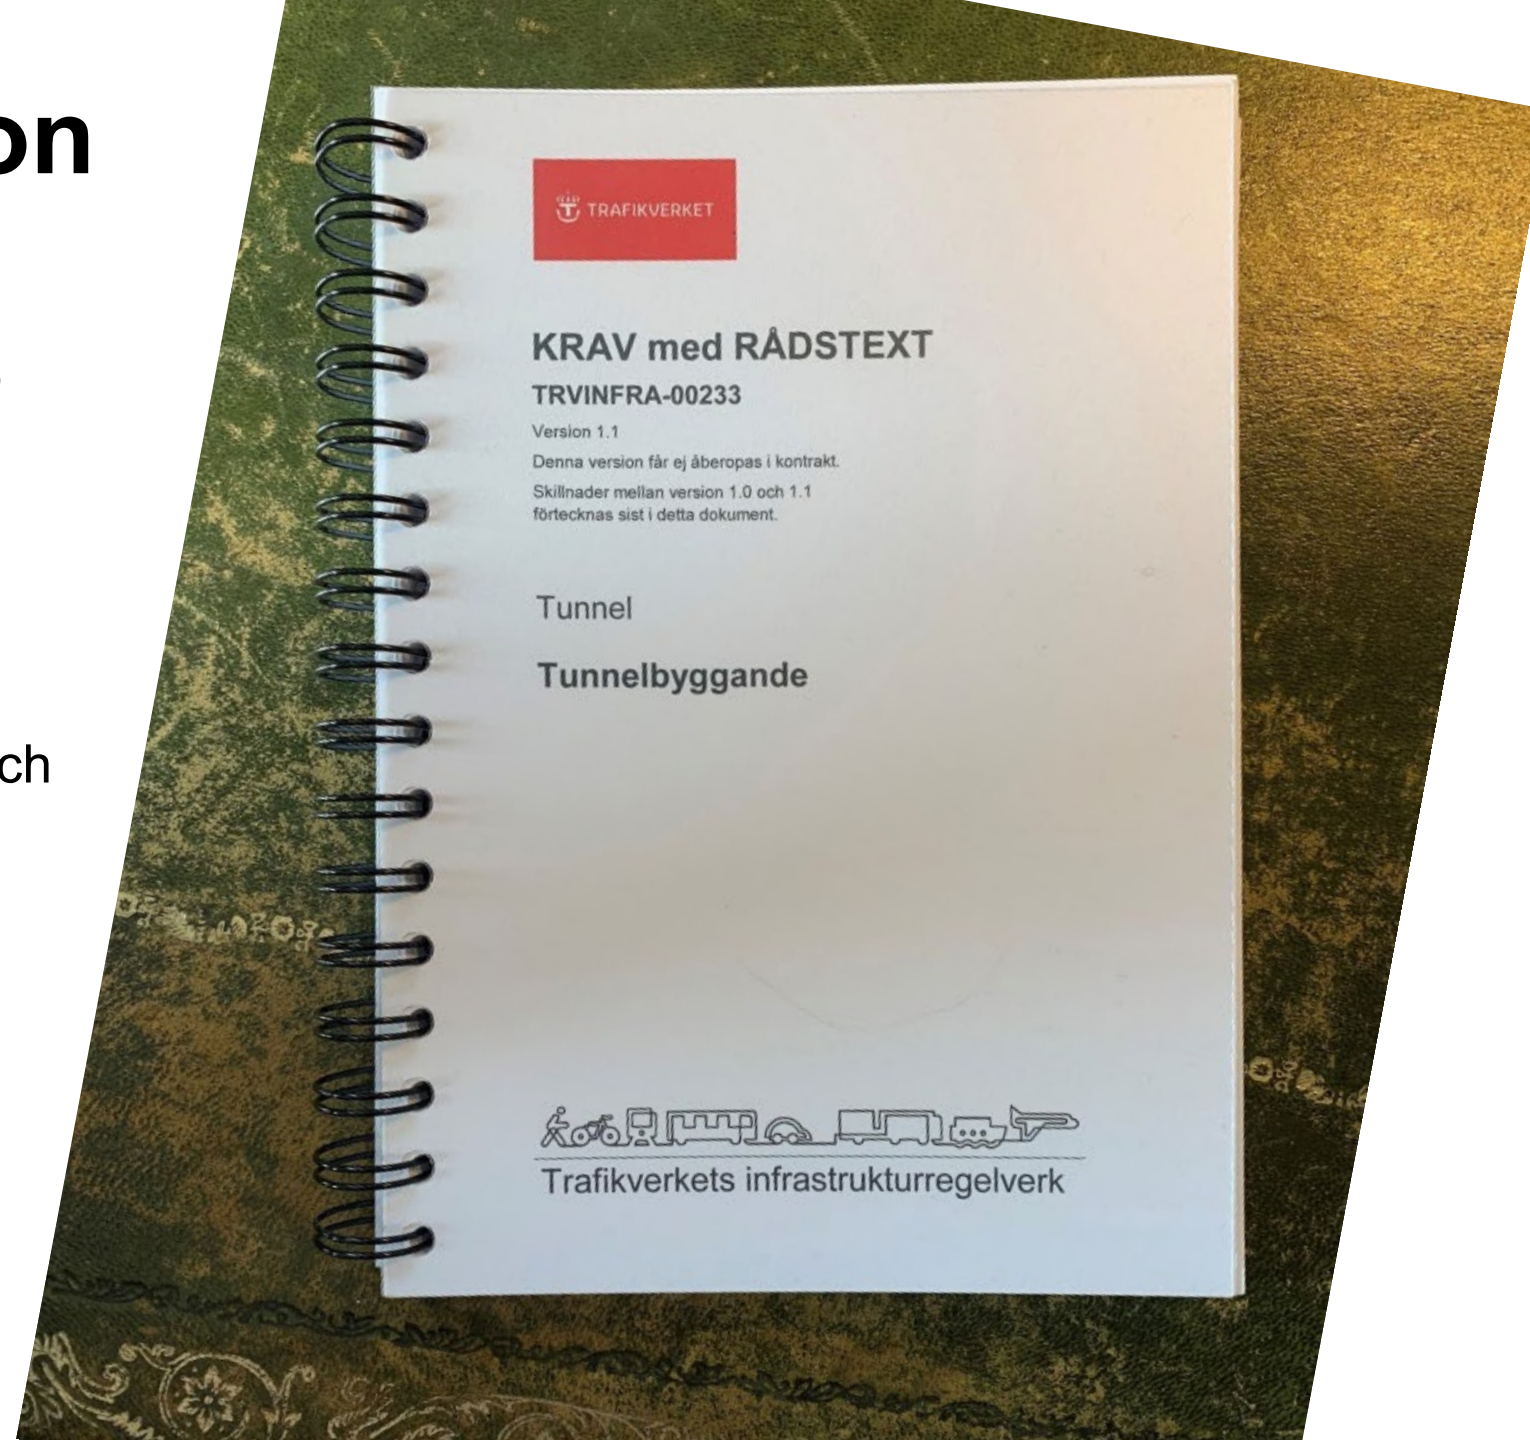 on
TRAFIKVERKET
KRAV med RÅDSTEXT
TRVINFRA-00233
Version 1.1
Denna version får ej åberopas i kontrakt.
Skillnader mellan version 1.0 och 1.1
förtecknas sist i detta dokument.
Tunnel
Tunnelbyggande
ch
Trafikverkets infrastrukturregelverk